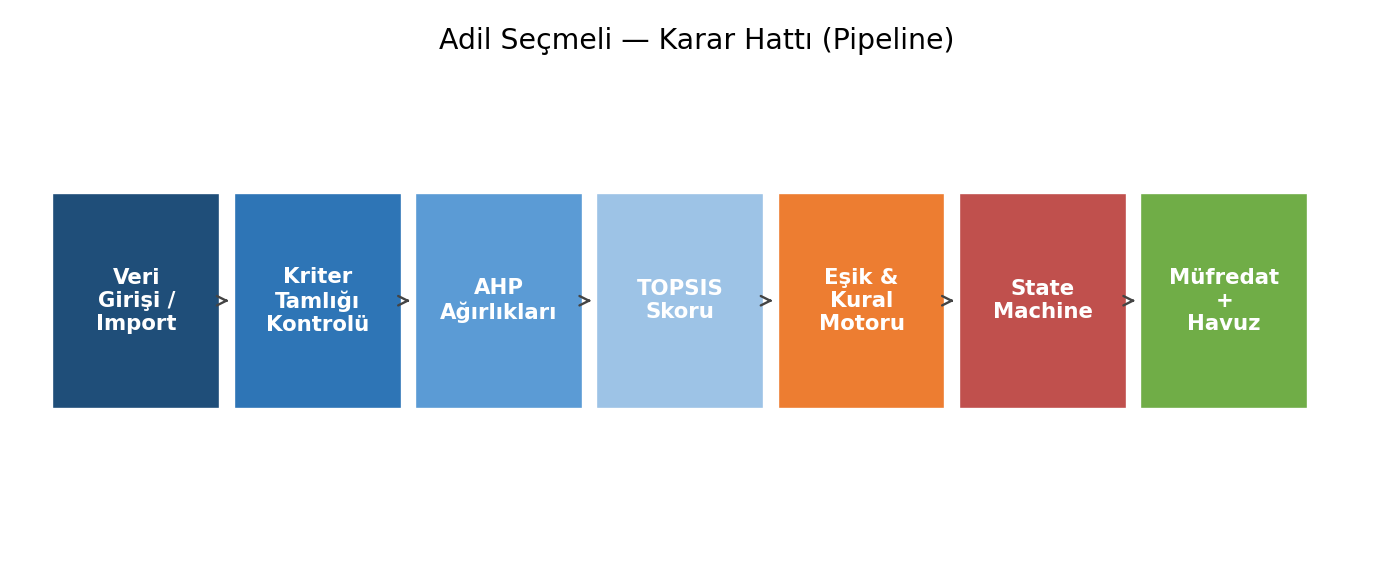 Adil Seçmeli — Karar Hattı (Pipeline)
Veri
Girişi /
Import
Kriter
Tamlığı
Kontrolü
AHP
Ağırlıkları
TOPSIS
Skoru
Eşik &
Kural
Motoru
State
Machine
Müfredat
+
Havuz